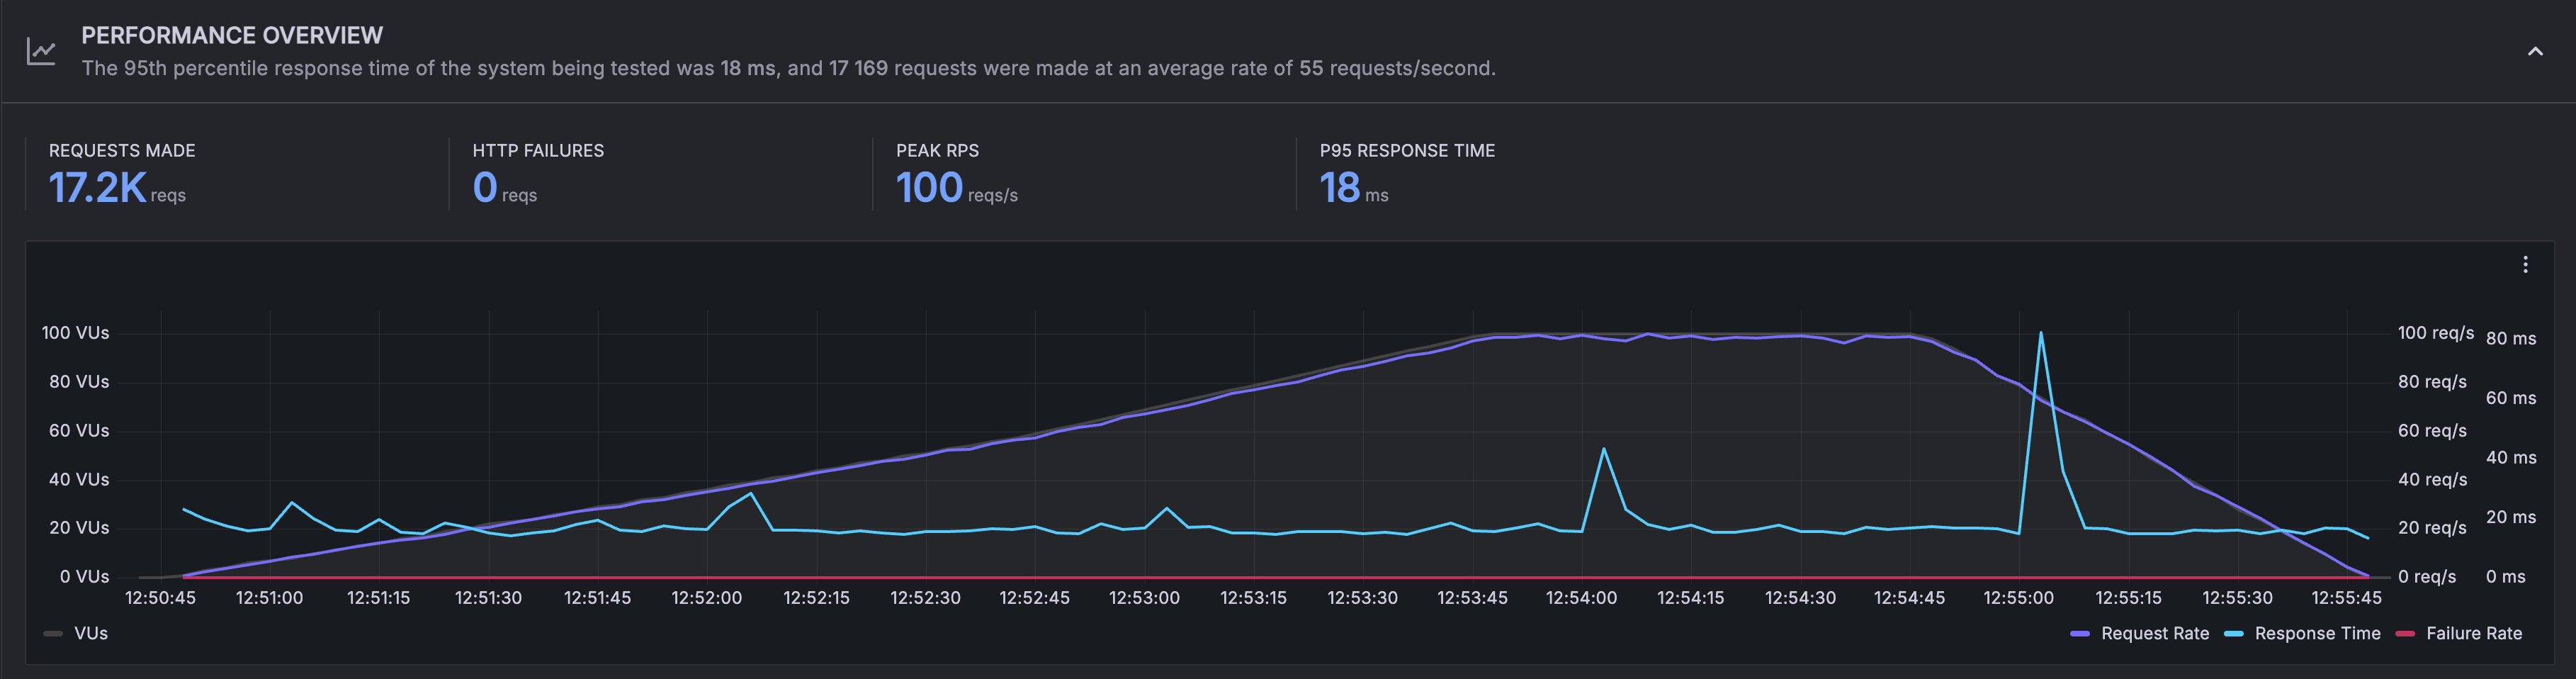 PERFORMANCE OVERVIEW
The 95th percentile response time of the system being tested was 18 ms, and 17 169 requests were made at an average rate of 55 requests/second.
REQUESTS MADE
17.2K reqs
HTTP FAILURES
0 reqs
PEAK RPS
100 reqs/s
P95 RESPONSE TIME
18 ms
100 VUs
80 VUs
60 VUs
40 VUs
20 VUs
0 VUs
100 req/s
80 req/s
60 req/s
40 req/s
20 req/s
0 req/s
80 ms
60 ms
40 ms
20 ms
0 ms
12:50:45 12:51:00 12:51:15 12:51:30 12:51:45 12:52:00 12:52:15 12:52:30 12:52:45 12:53:00 12:53:15 12:53:30 12:53:45 12:54:00 12:54:15 12:54:30 12:54:45 12:55:00 12:55:15 12:55:30 12:55:45
VUs
Request Rate Response Time Failure Rate